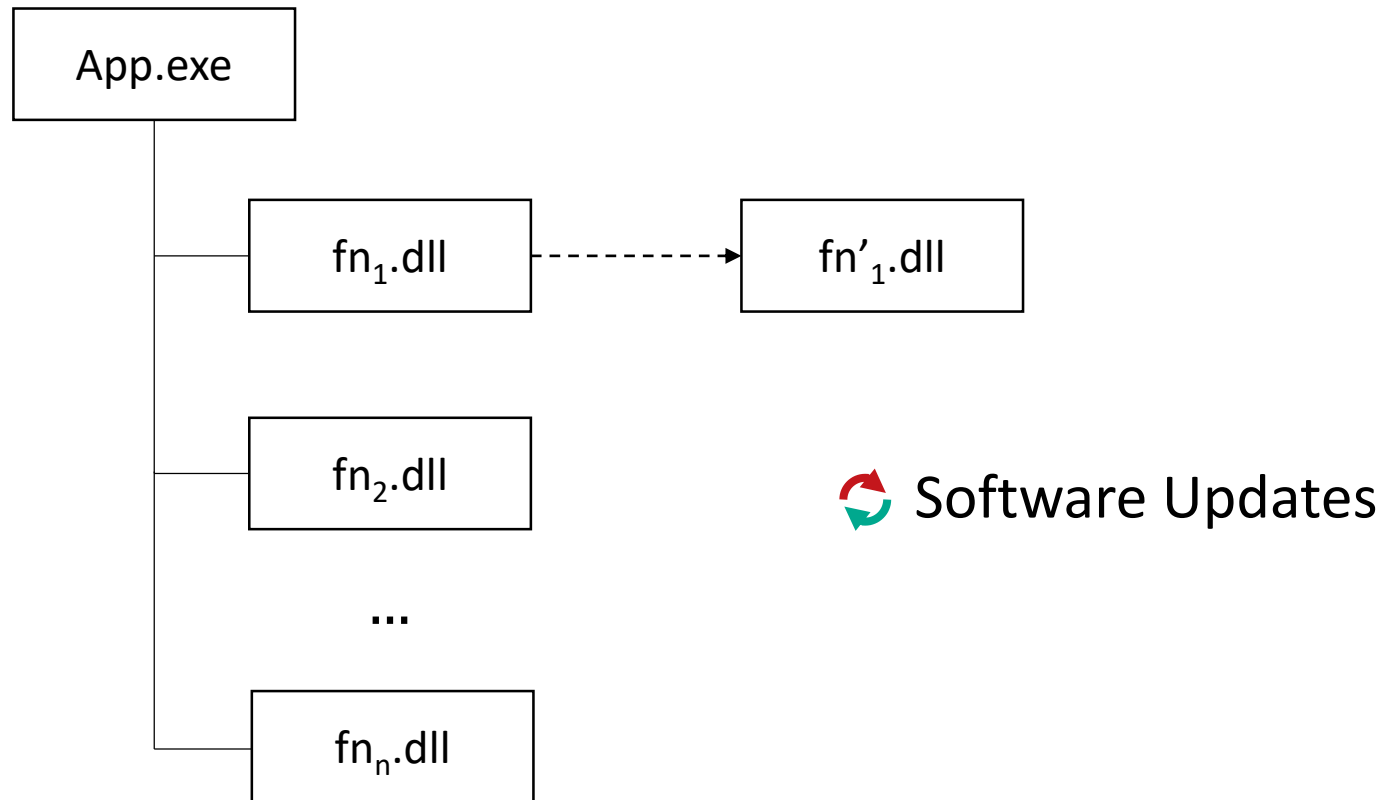 App.exe
fn₁.dll
fn’₁.dll
fn₂.dll
Software Updates
...
fnₙ.dll